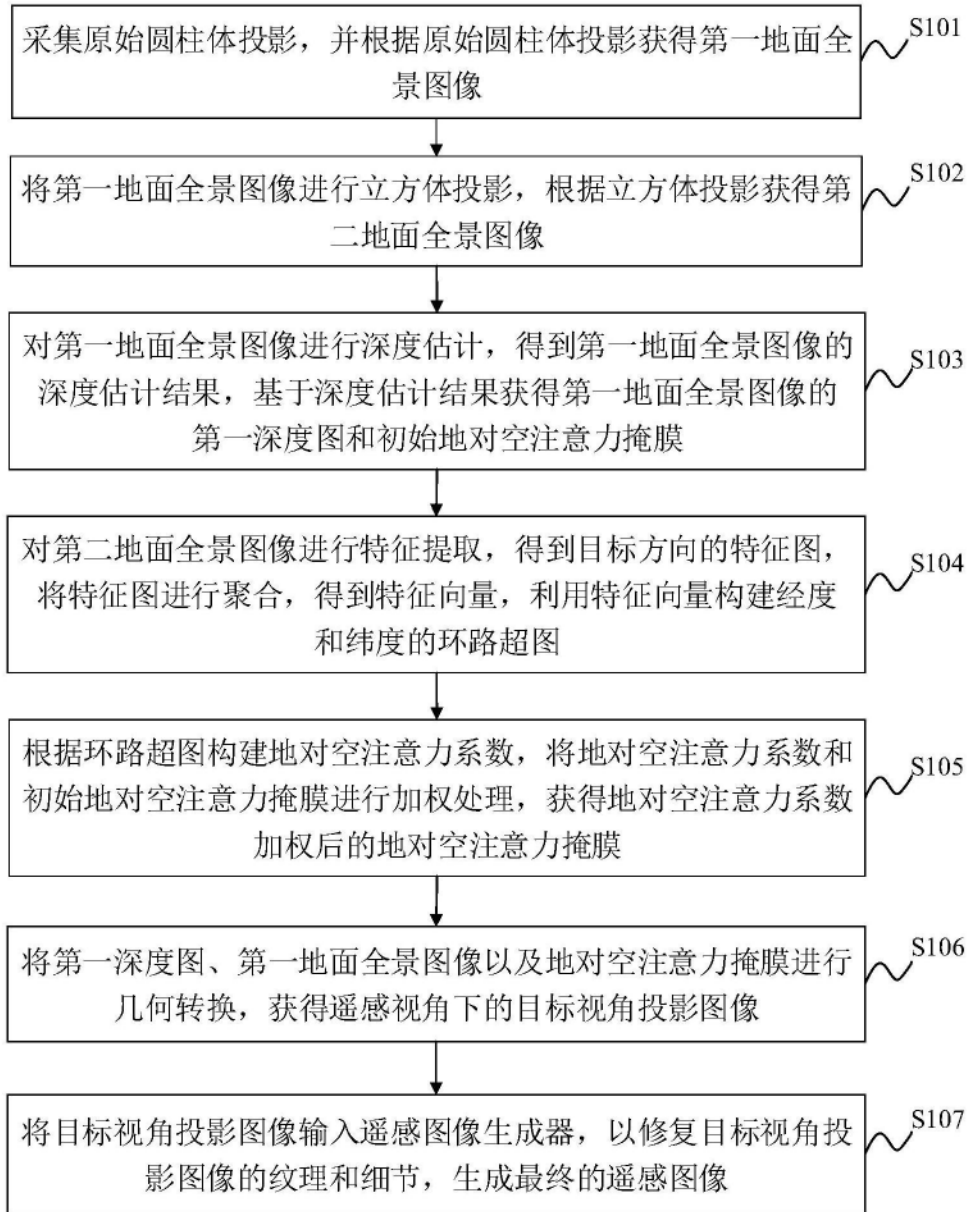 采集原始圆柱体投影，并根据原始圆柱体投影获得第一地面全
景图像
S101
将第一地面全景图像进行立方体投影，根据立方体投影获得第
二地面全景图像
S102
对第一地面全景图像进行深度估计，得到第一地面全景图像的
深度估计结果，基于深度估计结果获得第一地面全景图像的
第一深度图和初始地对空注意力掩膜
S103
对第二地面全景图像进行特征提取，得到目标方向的特征图，
将特征图进行聚合，得到特征向量，利用特征向量构建经度
和纬度的环路超图
S104
根据环路超图构建地对空注意力系数，将地对空注意力系数和
初始地对空注意力掩膜进行加权处理，获得地对空注意力系数
加权后的地对空注意力掩膜
S105
将第一深度图、第一地面全景图像以及地对空注意力掩膜进行
几何转换，获得遥感视角下的目标视角投影图像
S106
将目标视角投影图像输入遥感图像生成器，以修复目标视角投
影图像的纹理和细节，生成最终的遥感图像
S107